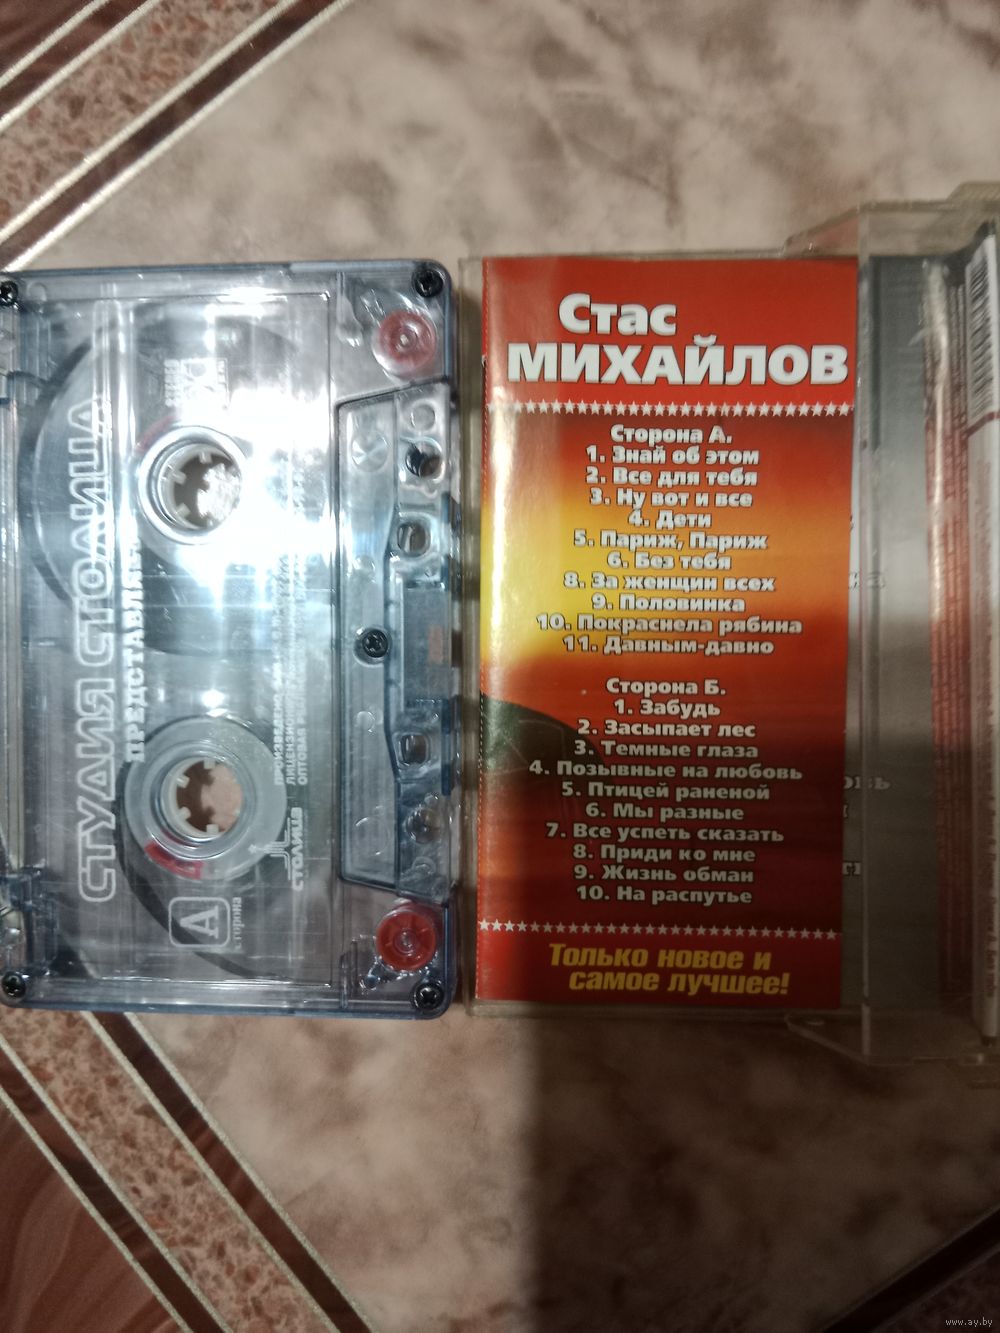 Стас
МИХАЙЛОВ
Сторона А.
1. Знай об этом
2. Все для тебя
3. Ну вот и все
4. Дети
5. Париж, Париж
6. Без тебя
8. За женщин всех
9. Половинка
10. Покраснела рябина
11. Давным-давно
Сторона Б.
1. Забудь
2. Засыпает лес
3. Темные глаза
4. Позывные на любовь
5. Птицей раненой
6. Мы разные
7. Все успеть сказать
8. Приди ко мне
9. Жизнь обман
10. На распутье
Только новое и
самое лучшее!
СТУДИЯ СТОЛИЦА
ПРЕДСТАВЛЯЕТ
A
сторона
СТОЛИЦА
www.ay.by